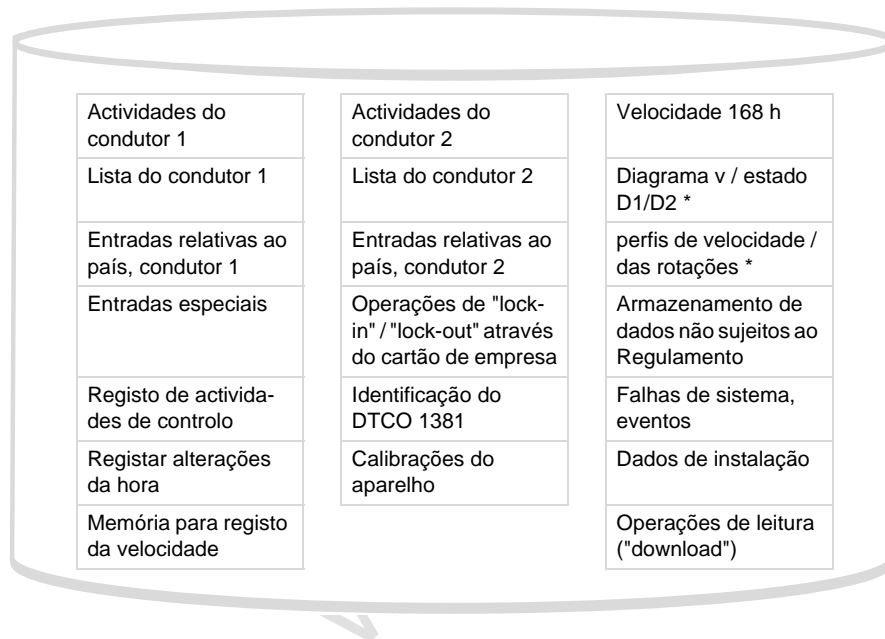 Actividades do
condutor 1
Lista do condutor 1
Entradas relativas ao
país, condutor 1
Entradas especiais
Registo de activida-
des de controlo
Registar alterações
da hora
Memória para registo
da velocidade
Actividades do
condutor 2
Lista do condutor 2
Entradas relativas ao
país, condutor 2
Operações de "lock-
in" / "lock-out" através
do cartão de empresa
Identificação do
DTCO 1381
Calibrações do
aparelho
Velocidade 168 h
Diagrama v / estado
D1/D2 *
perfis de velocidade /
das rotações *
Armazenamento de
dados não sujeitos ao
Regulamento
Falhas de sistema,
eventos
Dados de instalação
Operações de leitura
("download")